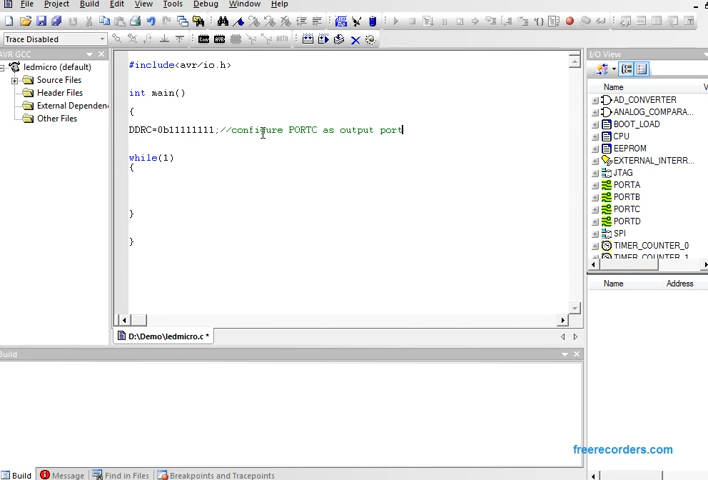 File Project Build Edit View Tools Debug Window Help
Trace Disabled
AVR GCC
ledmicro (default)
Source Files
Header Files
External Dependen
Other Files
#include<avr/io.h>
int main()
{
DDRC=0b11111111;//configure PORTC as output port
while(1)
{
}
}
D:\Demo\ledmicro.c *
I/O View
Name
AD_CONVERTER
ANALOG_COMPARA...
BOOT_LOAD
CPU
EEPROM
EXTERNAL_INTERR...
JTAG
PORTA
PORTB
PORTC
PORTD
SPI
TIMER_COUNTER_0
TIMER_COUNTER_1
Name Address
Build
freerecorders.com
Build Message Find in Files Breakpoints and Tracepoints